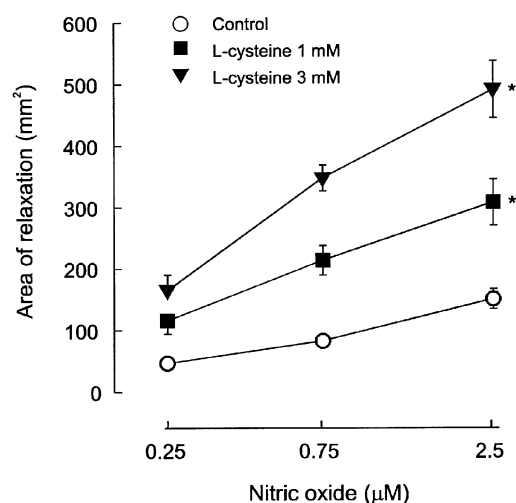 Control
L-cysteine 1 mM
L-cysteine 3 mM
Area of relaxation (mm²)
600
500
400
300
200
100
0
*
*
0.25 0.75 2.5
Nitric oxide (μM)